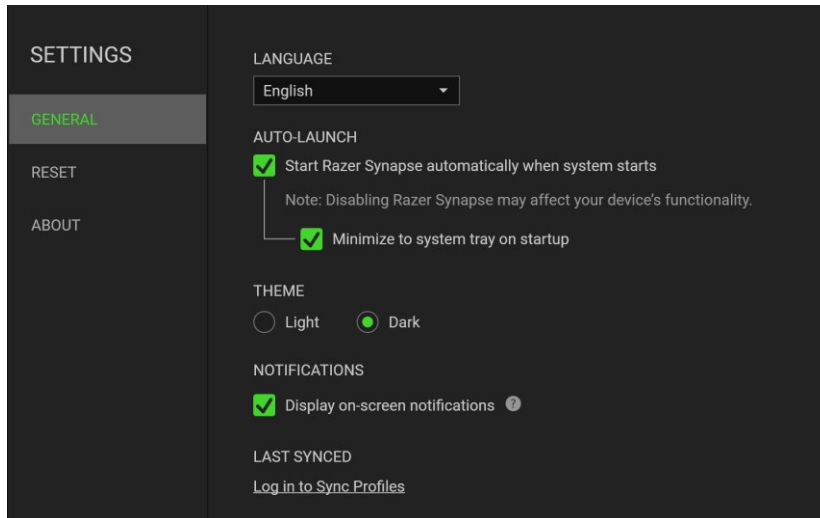 SETTINGS
GENERAL
RESET
ABOUT
LANGUAGE
English
AUTO-LAUNCH
Start Razer Synapse automatically when system starts
Note: Disabling Razer Synapse may affect your device's functionality.
Minimize to system tray on startup
THEME
Light
Dark
NOTIFICATIONS
Display on-screen notifications ?
LAST SYNCED
Log in to Sync Profiles